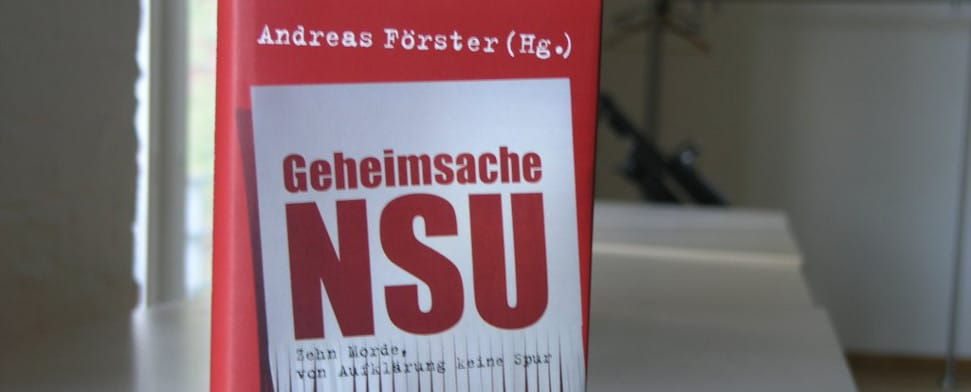 Andreas Förster (Hg.)
Geheimsache
NSU
Zehn Morde,
von Aufklärung keine Spur